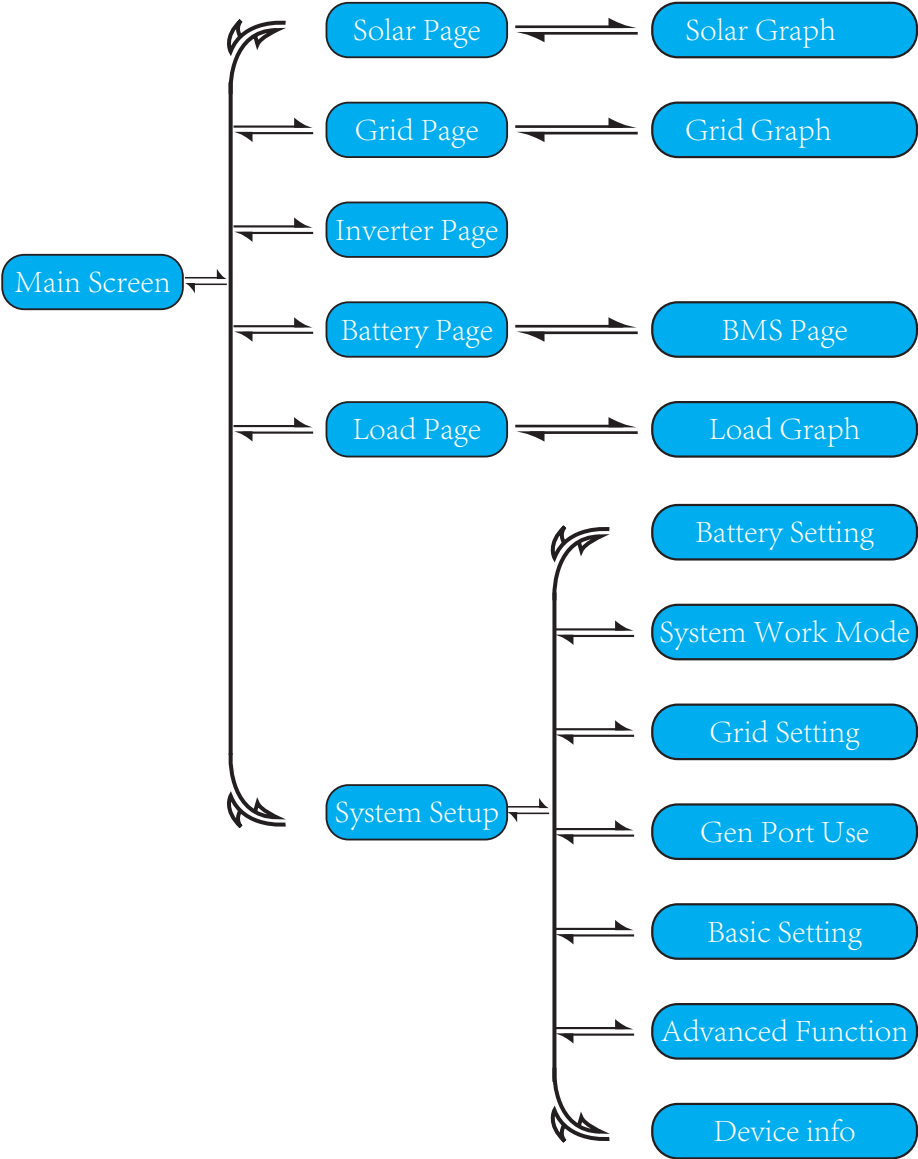 Solar Page
Solar Graph
Grid Page
Grid Graph
Inverter Page
Main Screen
Battery Page
BMS Page
Load Page
Load Graph
Battery Setting
System Work Mode
Grid Setting
System Setup
Gen Port Use
Basic Setting
Advanced Function
Device info